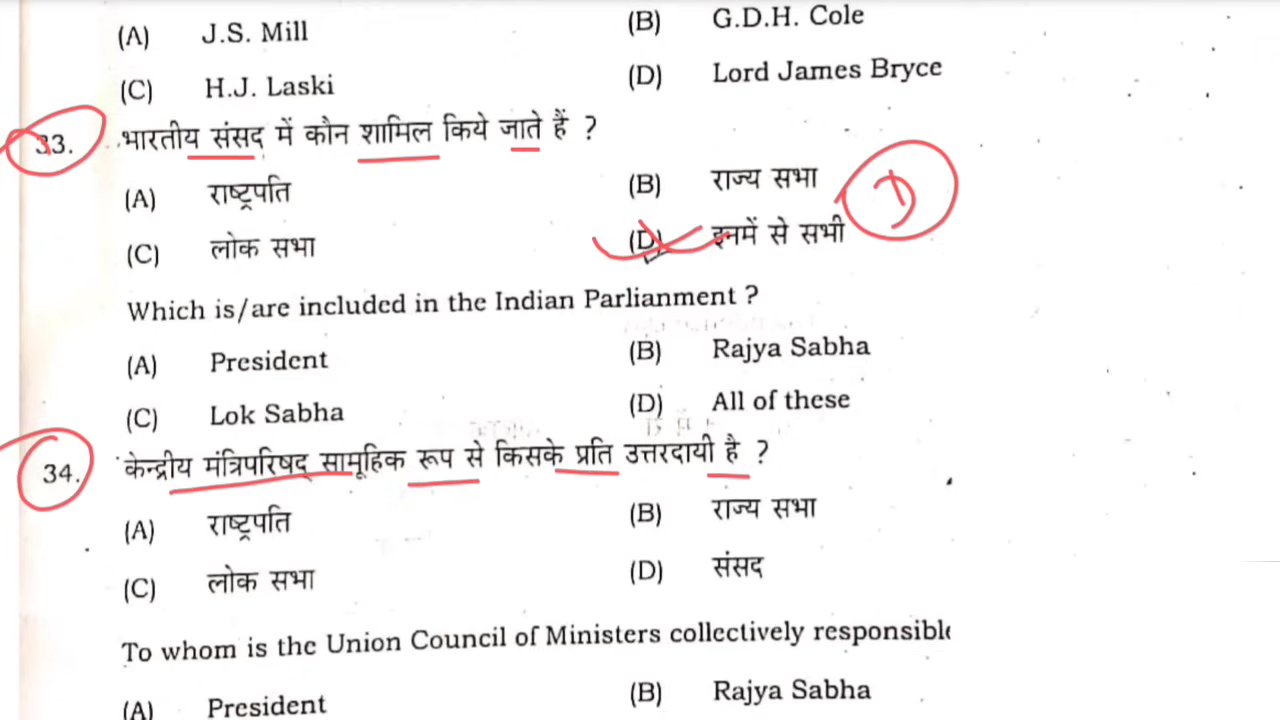 (A) J.S. Mill (B) G.D.H. Cole
(C) H.J. Laski (D) Lord James Bryce
33. भारतीय संसद में कौन शामिल किये जाते हैं ?
(A) राष्ट्रपति (B) राज्य सभा
(C) लोक सभा (D) इनमें से सभी
D
Which is/are included in the Indian Parlianment ?
(A) President (B) Rajya Sabha
(C) Lok Sabha (D) All of these
34. केन्द्रीय मंत्रिपरिषद् सामूहिक रूप से किसके प्रति उत्तरदायी है ?
(A) राष्ट्रपति (B) राज्य सभा
(C) लोक सभा (D) संसद
To whom is the Union Council of Ministers collectively responsible
(A) President (B) Rajya Sabha